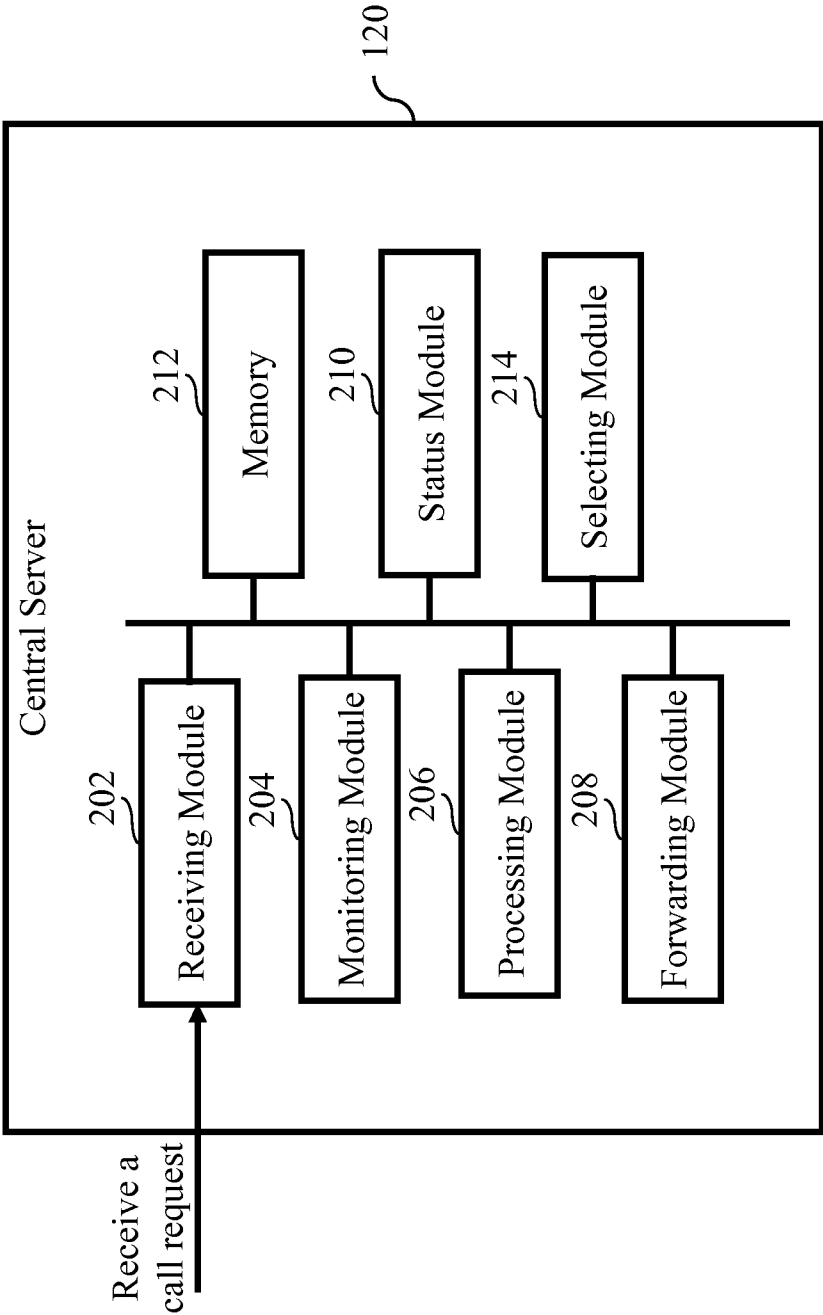 Central Server
120
Receive a
call request
202
Receiving Module
204
Monitoring Module
206
Processing Module
208
Forwarding Module
212
Memory
210
Status Module
214
Selecting Module